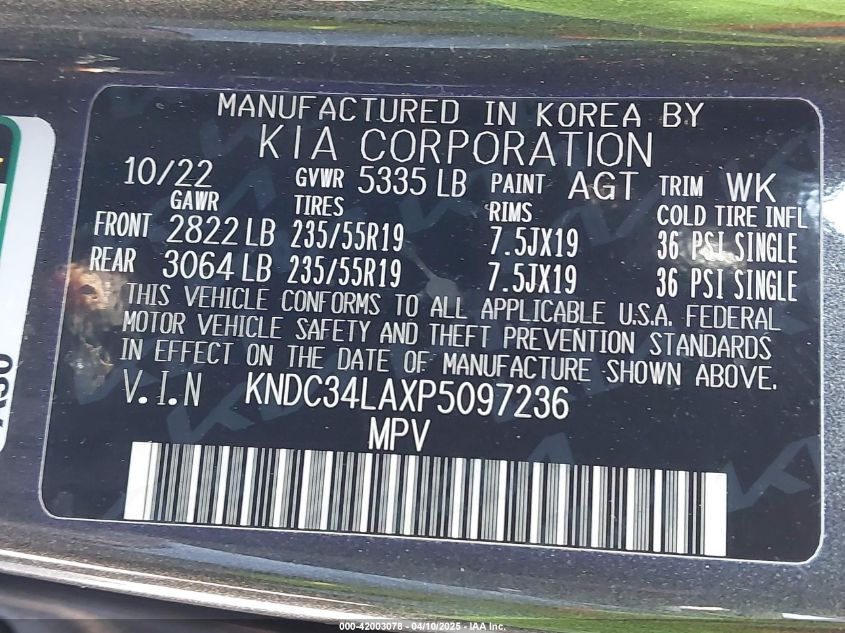 MANUFACTURED IN KOREA BY
KIA CORPORATION
10/22 GVWR 5335 LB PAINT AGT TRIM WK
GAWR TIRES RIMS COLD TIRE INFL
FRONT 2822 LB 235/55R19 7.5JX19 36 PSI SINGLE
REAR 3064 LB 235/55R19 7.5JX19 36 PSI SINGLE
THIS VEHICLE CONFORMS TO ALL APPLICABLE U.S.A. FEDERAL
MOTOR VEHICLE SAFETY AND THEFT PREVENTION STANDARDS
IN EFFECT ON THE DATE OF MANUFACTURE SHOWN ABOVE.
V.I.N KNDC34LAXP5097236
MPV
000-42003078 - 04/10/2025 - IAA Inc.